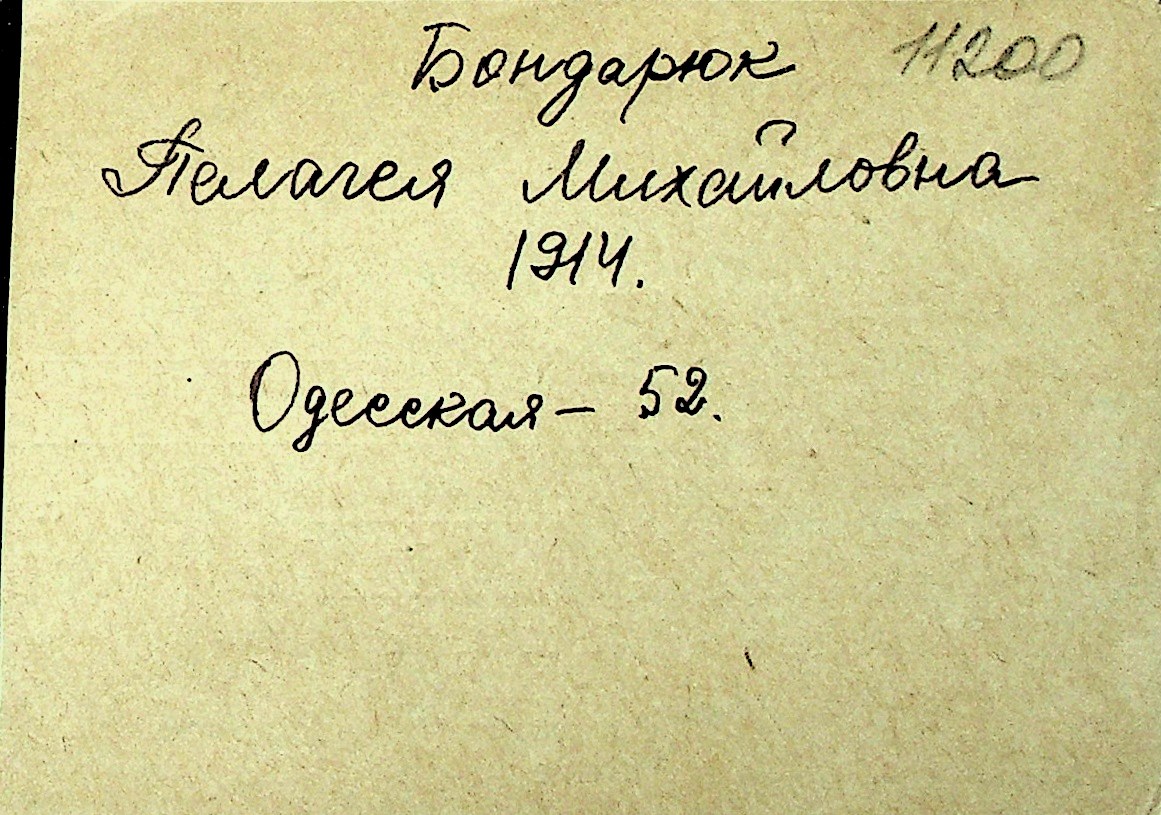 Бондарюк 11200
Пелагея Михайловна
1914.
Одесская – 52.